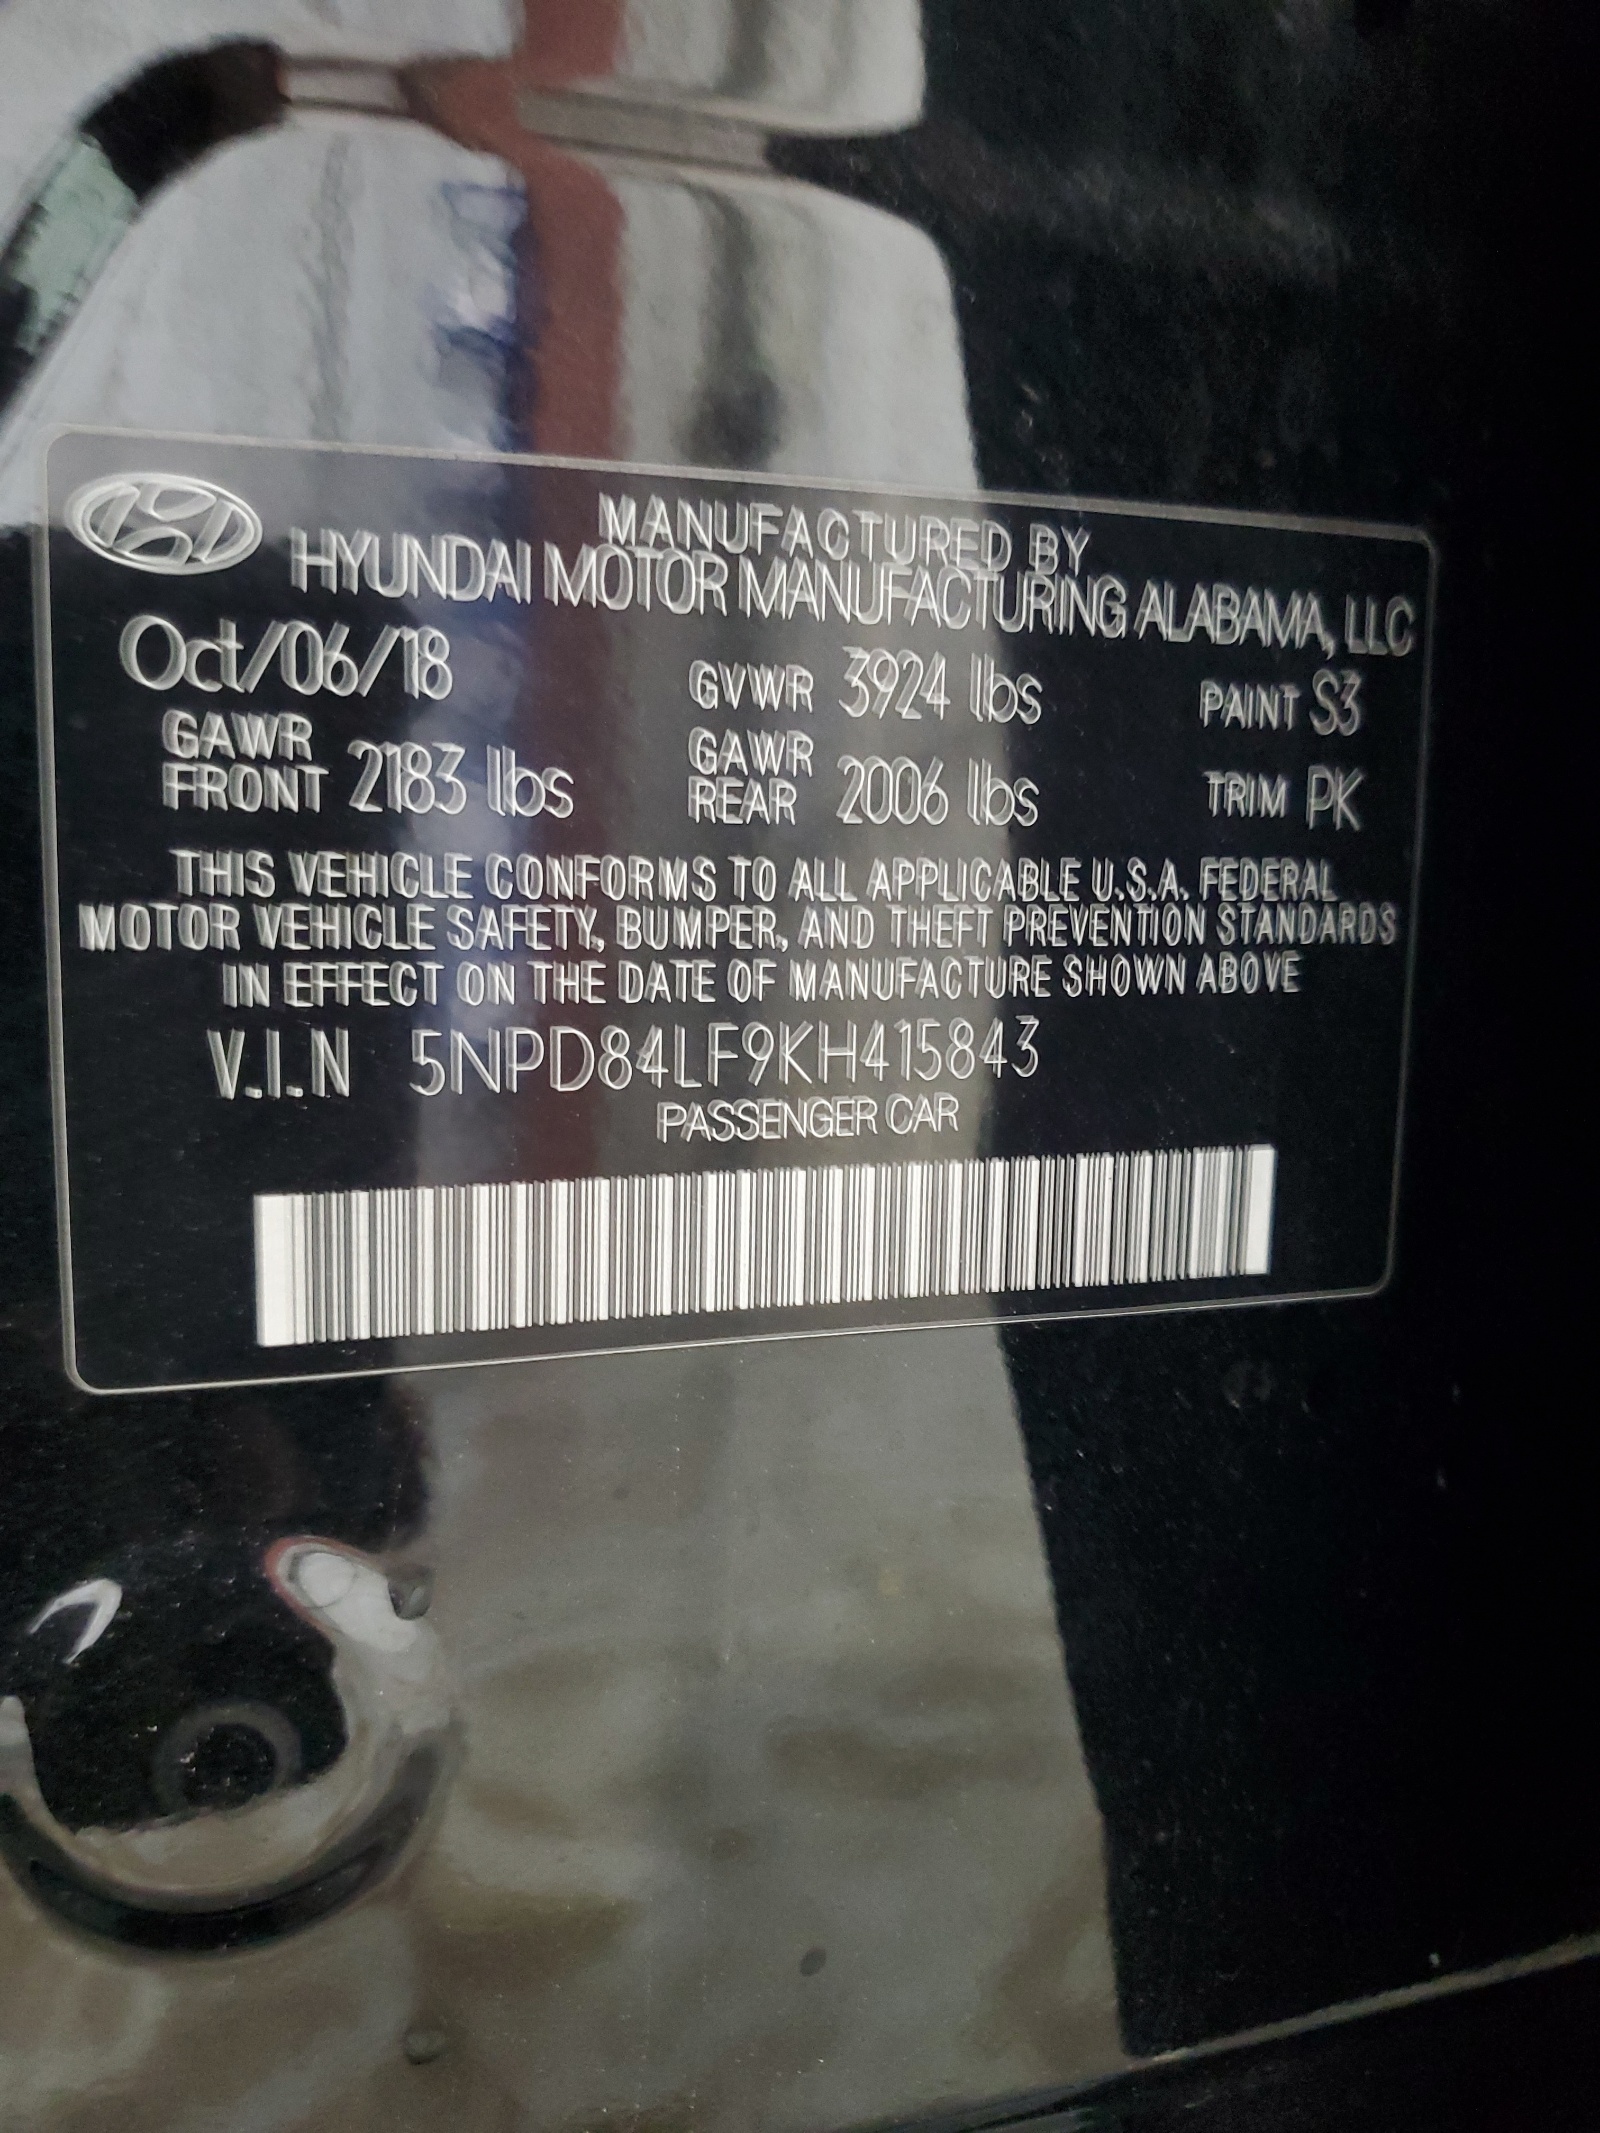 MANUFACTURED BY
HYUNDAI MOTOR MANUFACTURING ALABAMA, LLC
Oct/06/18 GVWR 3924 lbs PAINT S3
GAWR FRONT 2183 lbs GAWR REAR 2006 lbs TRIM PK
THIS VEHICLE CONFORMS TO ALL APPLICABLE U.S.A. FEDERAL
MOTOR VEHICLE SAFETY, BUMPER, AND THEFT PREVENTION STANDARDS
IN EFFECT ON THE DATE OF MANUFACTURE SHOWN ABOVE
V.I.N 5NPD84LF9KH415843
PASSENGER CAR